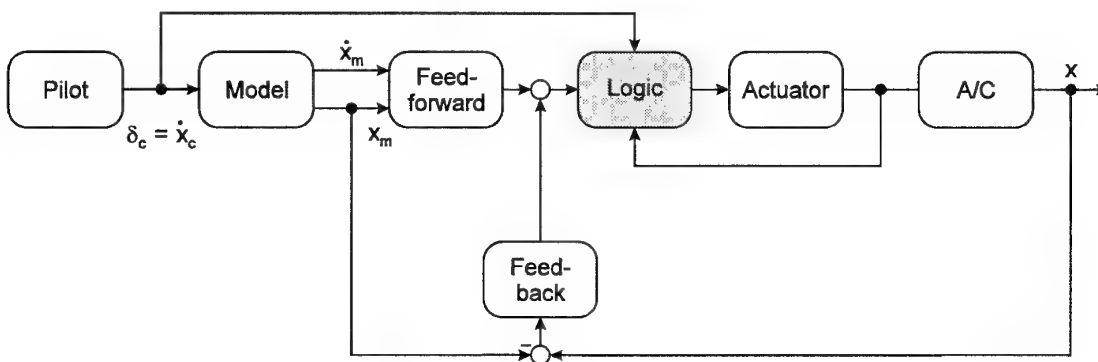 Pilot
Model
Feed-
forward
Logic
Actuator
A/C
x
ẋm
xm
δc = ẋc
Feed-
back
−